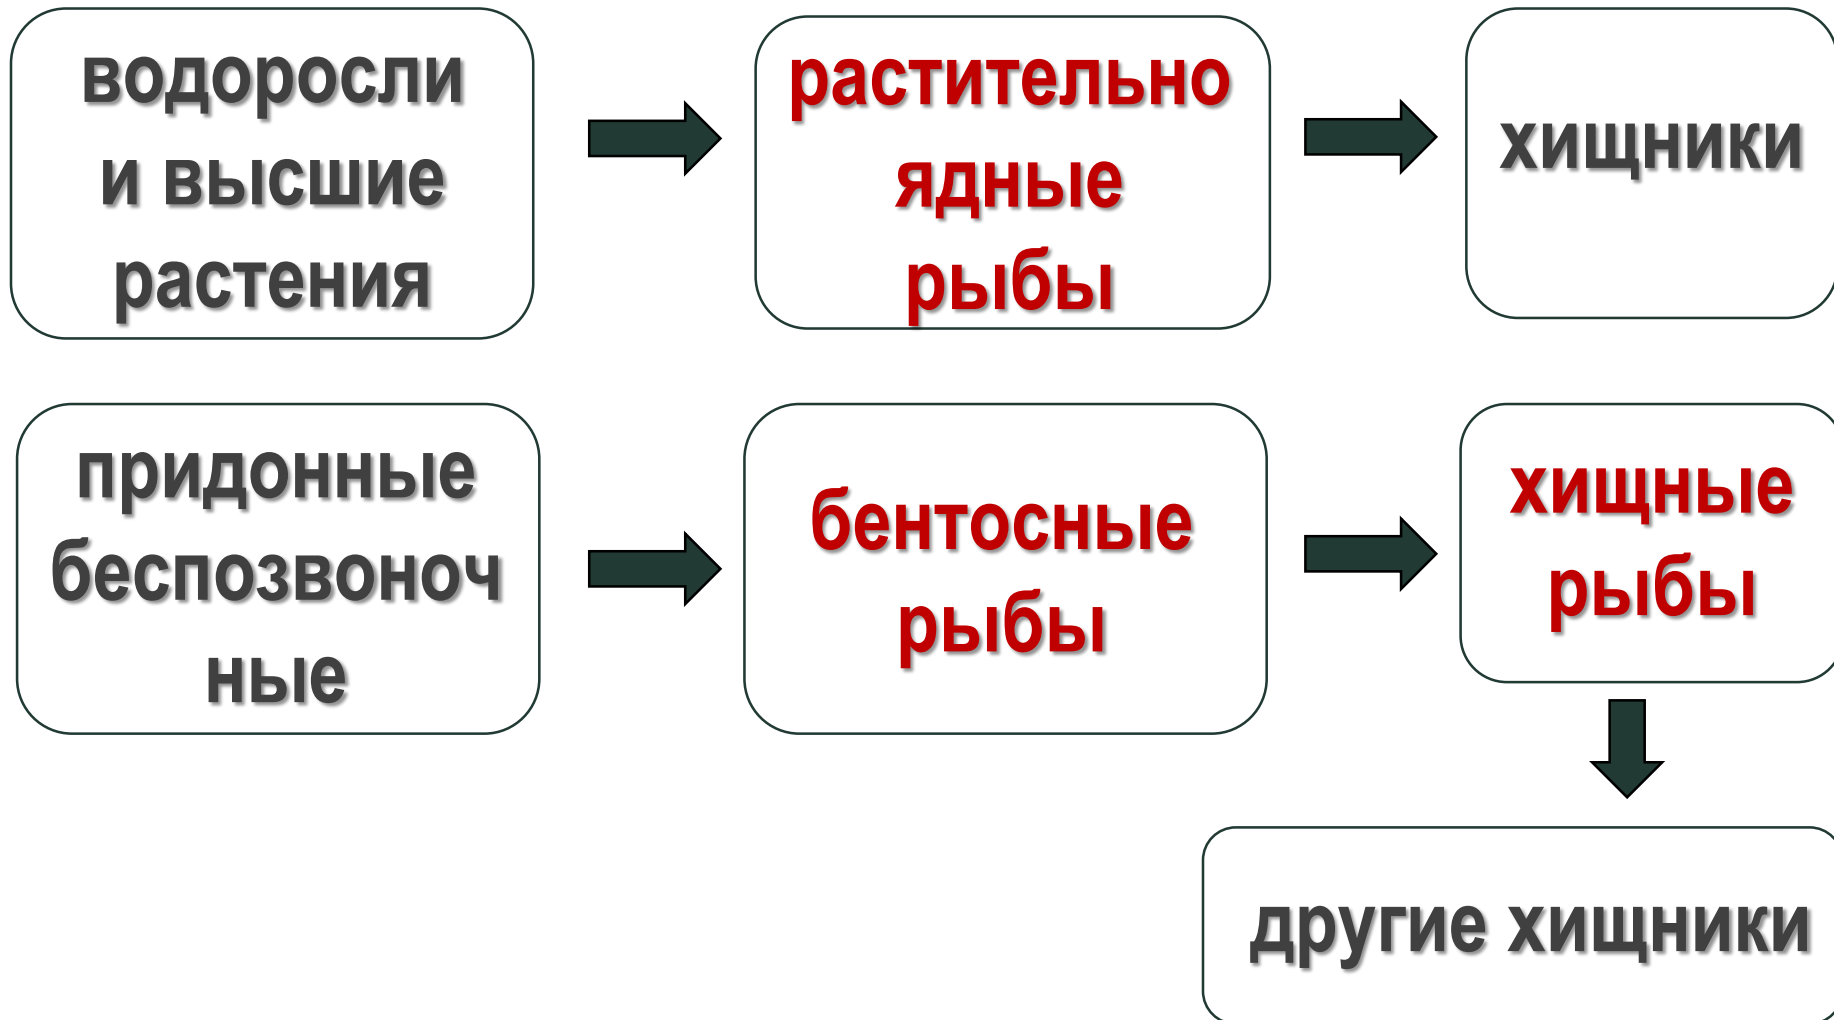 водоросли
и высшие
растения
растительно
ядные
рыбы
хищники
придонные
беспозвоноч
ные
бентосные
рыбы
хищные
рыбы
другие хищники